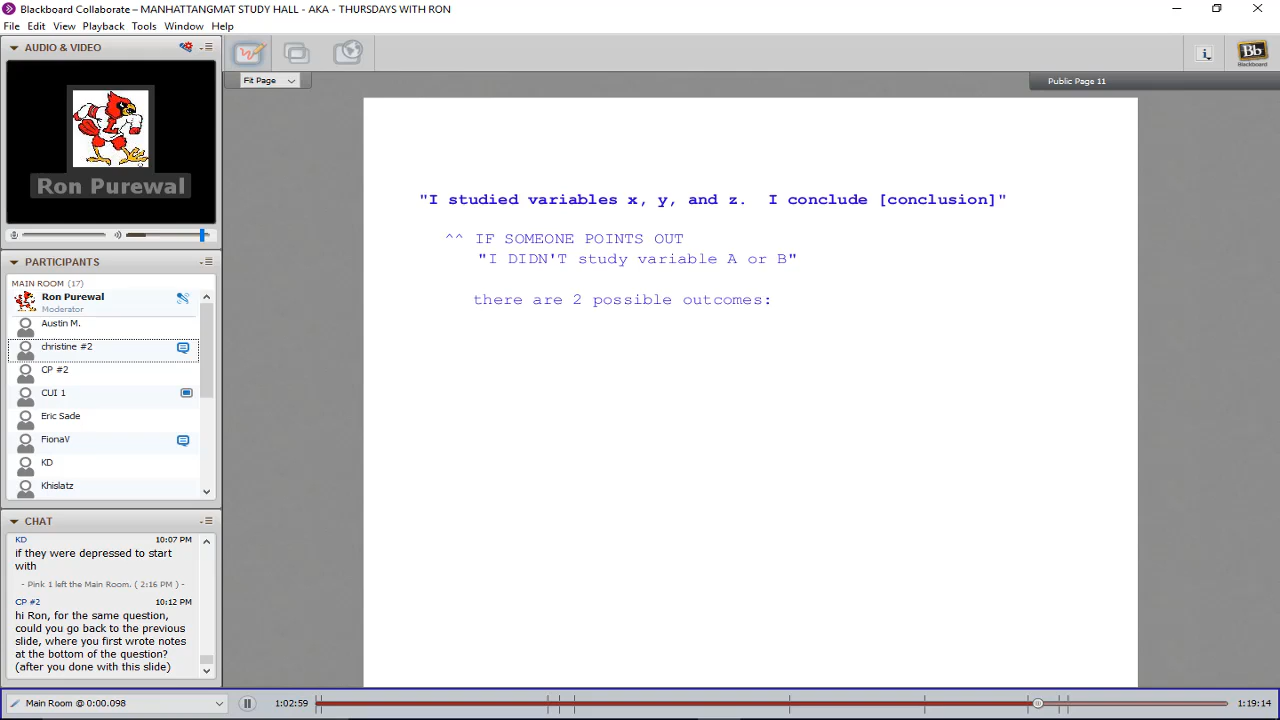 Blackboard Collaborate – MANHATTANGMAT STUDY HALL - AKA - THURSDAYS WITH RON
File Edit View Playback Tools Window Help
AUDIO & VIDEO
Ron Purewal
PARTICIPANTS
MAIN ROOM (17)
Ron Purewal
Moderator
Austin M.
christine #2
CP #2
CUI 1
Eric Sade
FionaV
KD
Khislatz
CHAT
KD 10:07 PM
if they were depressed to start
with
- Pink 1 left the Main Room. ( 2:16 PM ) -
CP #2 10:12 PM
hi Ron, for the same question,
could you go back to the previous
slide, where you first wrote notes
at the bottom of the question?
(after you done with this slide)
Main Room @ 0:00.098
1:02:59
1:19:14
Fit Page
Public Page 11
Bb
Blackboard
"I studied variables x, y, and z. I conclude [conclusion]"
^^ IF SOMEONE POINTS OUT
"I DIDN'T study variable A or B"
there are 2 possible outcomes: